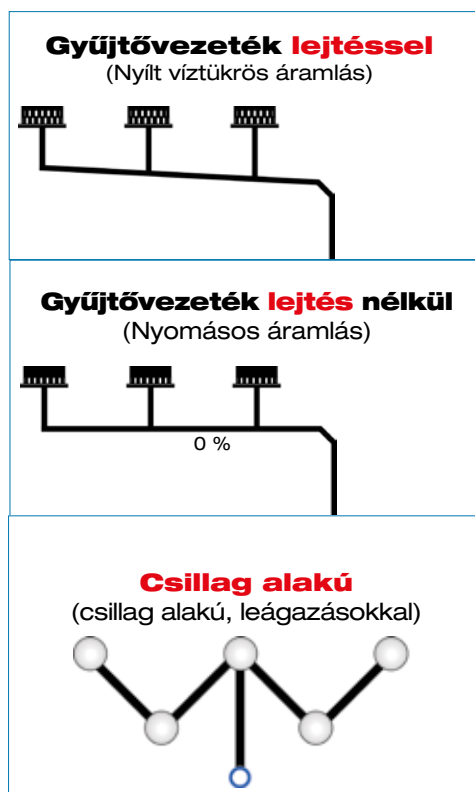 Gyűjtővezeték lejtéssel
(Nyílt víztükrös áramlás)
Gyűjtővezeték lejtés nélkül
(Nyomásos áramlás)
0 %
Csillag alakú
(csillag alakú, leágazásokkal)